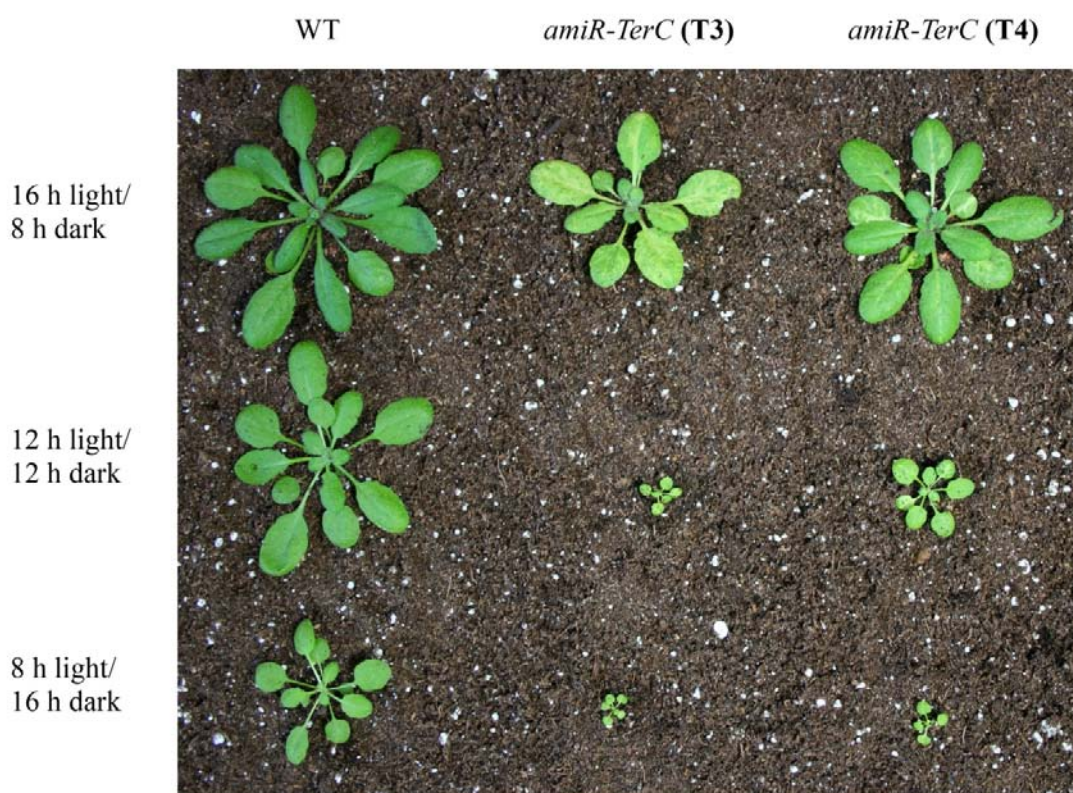 WT
amiR-TerC (T3)
amiR-TerC (T4)
16 h light/
8 h dark
12 h light/
12 h dark
8 h light/
16 h dark